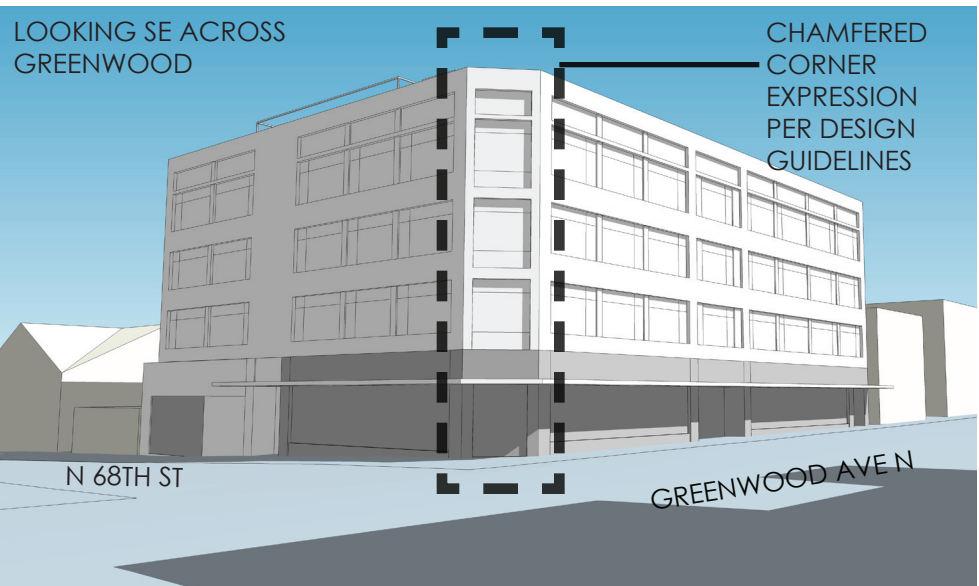 LOOKING SE ACROSS
GREENWOOD
CHAMFERED
CORNER
EXPRESSION
PER DESIGN
GUIDELINES
N 68TH ST
GREENWOOD AVE N